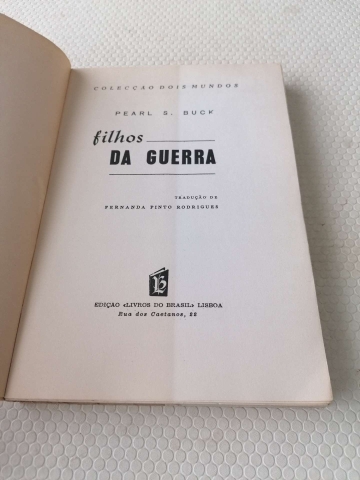 COLECÇÃO DOIS MUNDOS
PEARL S. BUCK
filhos
DA GUERRA
TRADUÇÃO DE
FERNANDA PINTO RODRIGUES
EDIÇÃO «LIVROS DO BRASIL» LISBOA
Rua dos Caetanos, 22